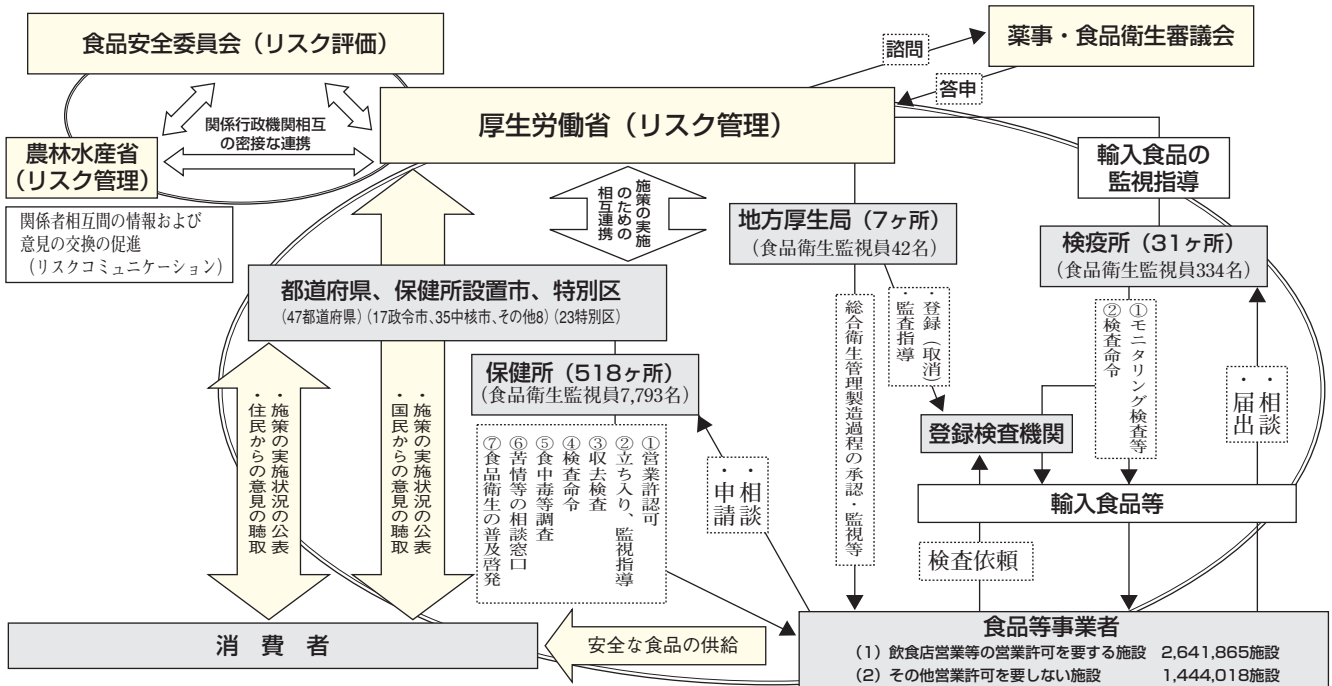 食品安全委員会（リスク評価）
薬事・食品衛生審議会
諮問
答申
厚生労働省（リスク管理）
関係行政機関相互
の密接な連携
農林水産省
（リスク管理）
関係者相互間の情報および
意見の交換の促進
（リスクコミュニケーション）
施策の実施
のための
相互連携
輸入食品の
監視指導
地方厚生局（7ヶ所）
（食品衛生監視員42名）
検疫所（31ヶ所）
（食品衛生監視員334名）
都道府県、保健所設置市、特別区
（47都道府県）（17政令市、35中核市、その他8）（23特別区）
保健所（518ヶ所）
（食品衛生監視員7,793名）
・施策の実施状況の公表
・住民からの意見の聴取
・施策の実施状況の公表
・国民からの意見の聴取
①営業許認可
②立ち入り、監視指導
③収去検査
④検査命令
⑤食中毒等調査
⑥苦情等の相談窓口
⑦食品衛生の普及啓発
・相談
・申請
総合衛生管理製造過程の承認・監視等
・登録（取消）
・監査指導
①モニタリング検査等
②検査命令
・相談
・届出
登録検査機関
輸入食品等
検査依頼
消費者
安全な食品の供給
食品等事業者
（1）飲食店営業等の営業許可を要する施設 2,641,865施設
（2）その他営業許可を要しない施設 1,444,018施設